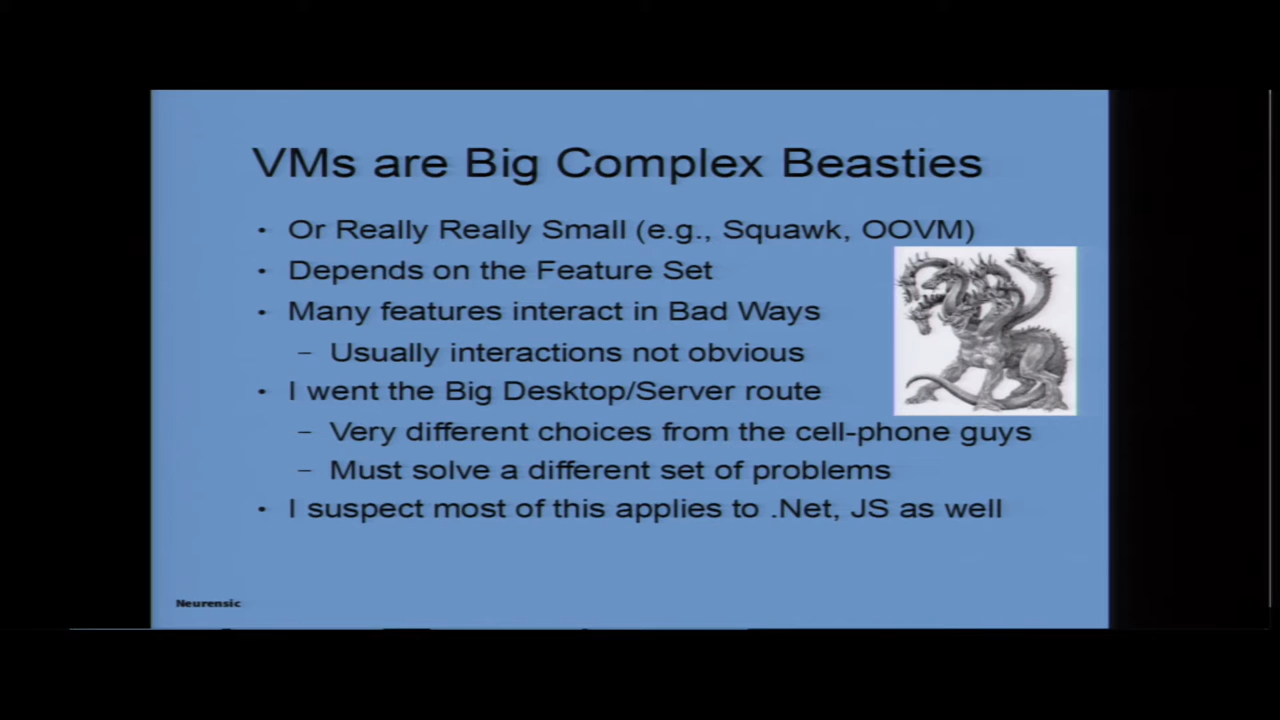 VMs are Big Complex Beasties
• Or Really Really Small (e.g., Squawk, OOVM)
• Depends on the Feature Set
• Many features interact in Bad Ways
– Usually interactions not obvious
• I went the Big Desktop/Server route
– Very different choices from the cell-phone guys
– Must solve a different set of problems
• I suspect most of this applies to .Net, JS as well
Neurensic